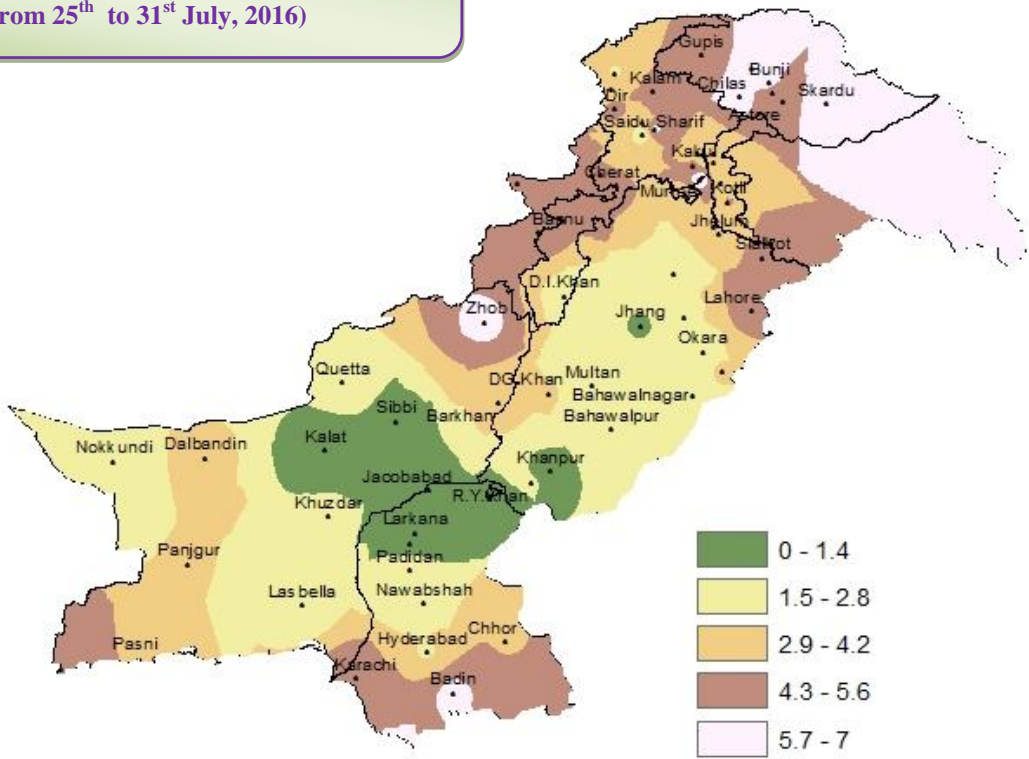 rom 25th to 31st July, 2016)
Gupis
Kalam
Chilas
Bunji
Skardu
Dir
Astore
Saidu Sharif
Kakul
Cherat
Kotli
Bannu
Jhelum
Sialkot
D.I.Khan
Zhob
Jhang
Lahore
Okara
Quetta
DG.Khan
Multan
Bahawalnagar
Sibbi
Barkhan
Bahawalpur
Kalat
Nokkundi
Dalbandin
Khanpur
Jacobabad
R.Y.Khan
Khuzdar
Larkana
Panjgur
Padidan
Lasbella
Nawabshah
Pasni
Hyderabad
Chhor
Karachi
Badin
0 - 1.4
1.5 - 2.8
2.9 - 4.2
4.3 - 5.6
5.7 - 7